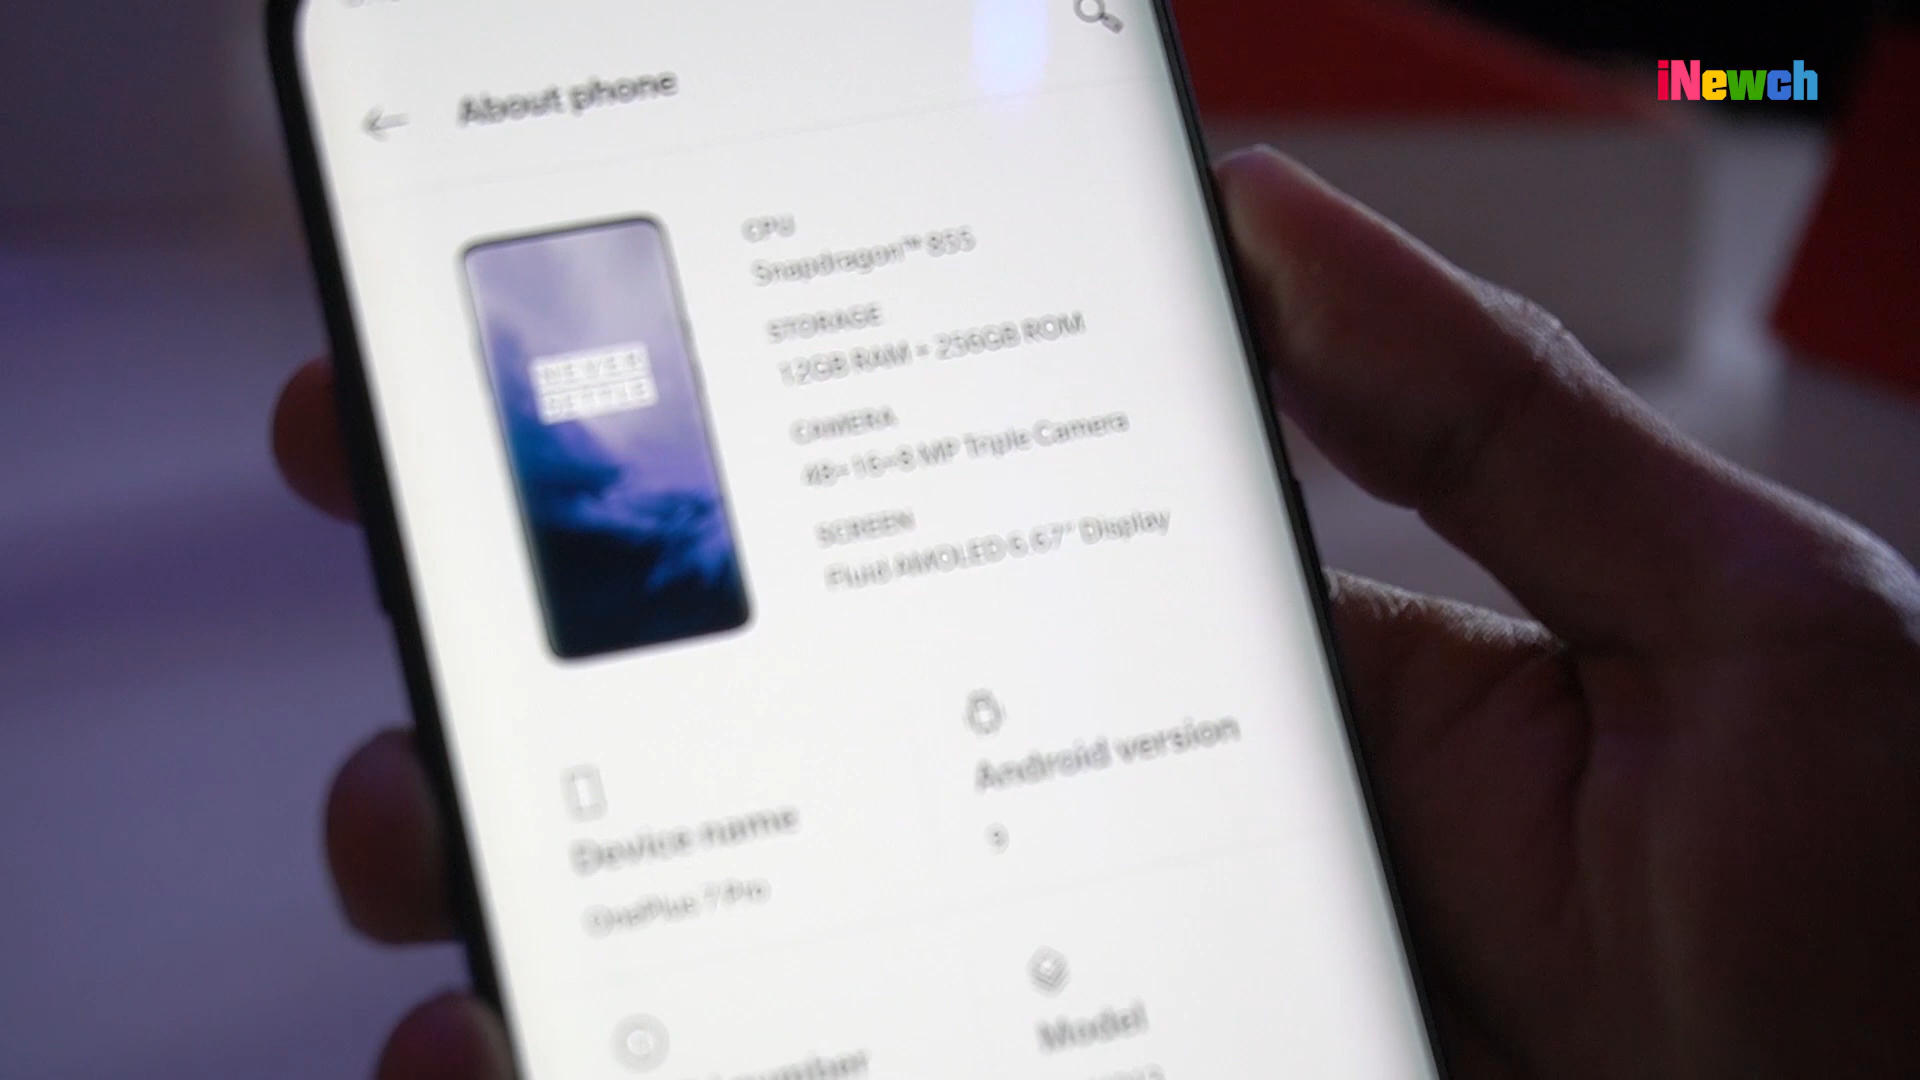 iNewch
About phone
CPU
Snapdragon™ 855
STORAGE
12GB RAM + 256GB ROM
CAMERA
48+16+8 MP Triple Camera
SCREEN
Fluid AMOLED 6.67" Display
NEVER
SETTLE
Android version
9
Device name
OnePlus 7 Pro
Model
number